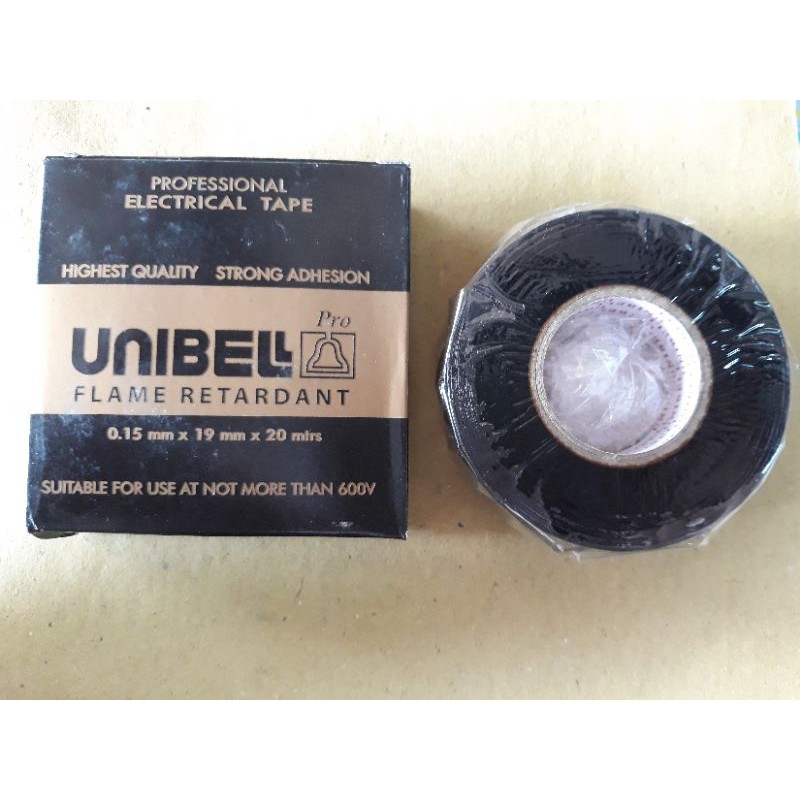 PROFESSIONAL
ELECTRICAL TAPE
HIGHEST QUALITY STRONG ADHESION
UNIBELL Pro
FLAME RETARDANT
0.15 mm x 19 mm x 20 mtrs
SUITABLE FOR USE AT NOT MORE THAN 600V